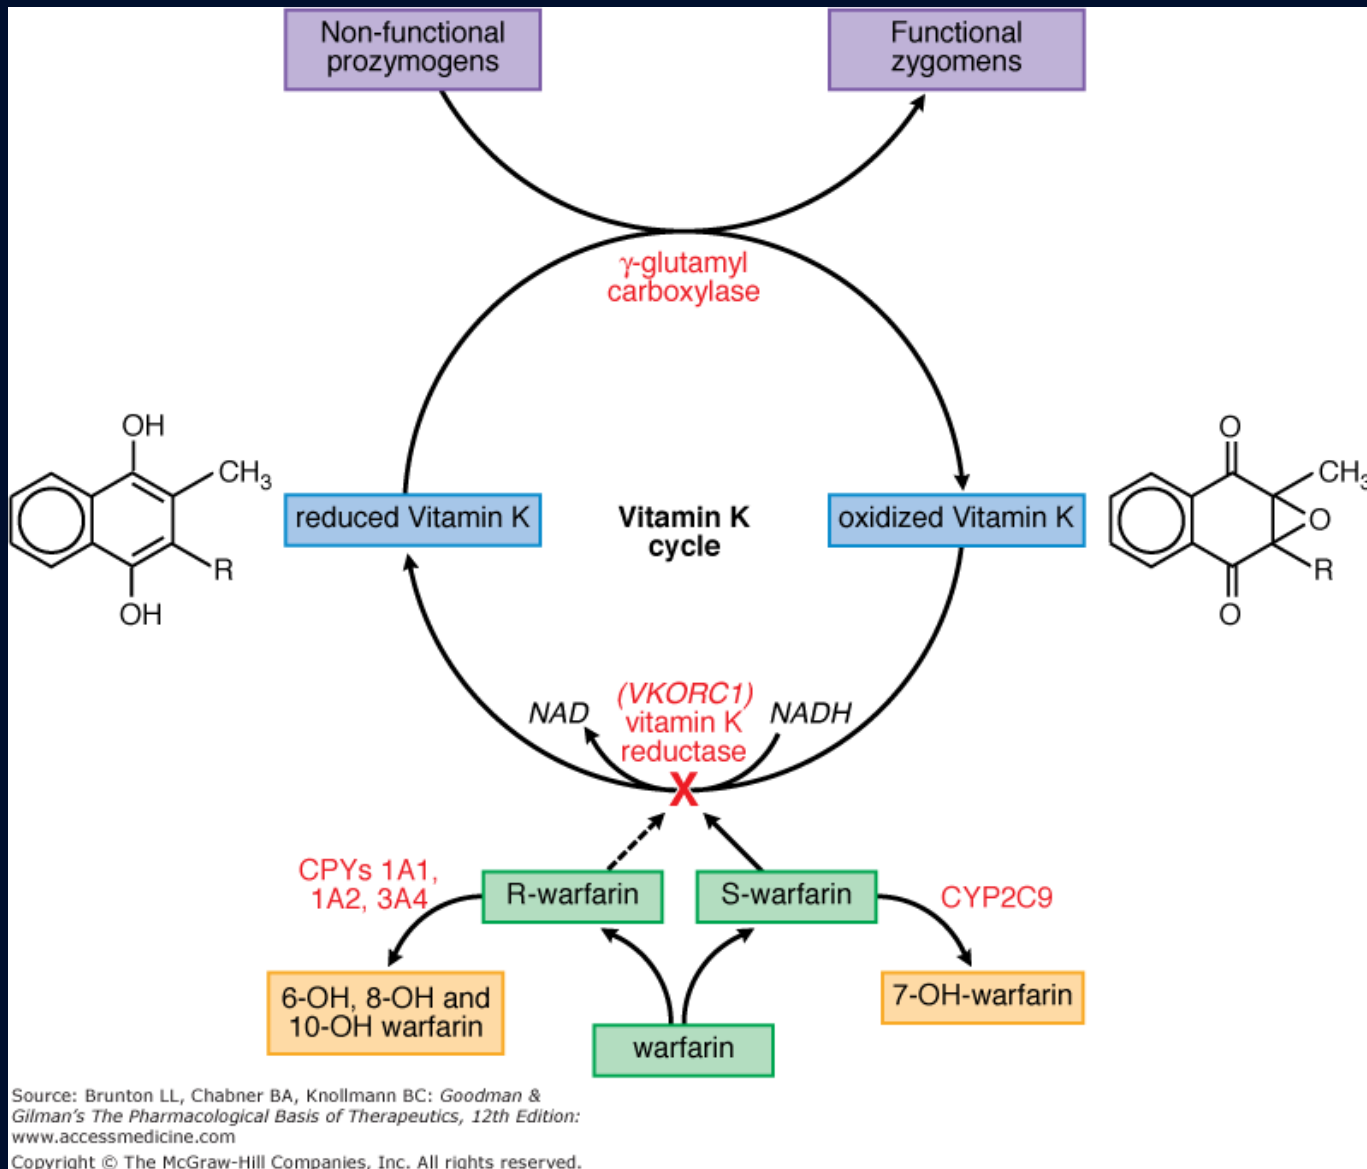 Non-functional
prozymogens
Functional
zygomens
γ-glutamyl
carboxylase
OH
CH3
R
OH
reduced Vitamin K
Vitamin K
cycle
oxidized Vitamin K
O
CH3
O
R
O
NAD
(VKORC1)
vitamin K
reductase
NADH
X
CPYs 1A1,
1A2, 3A4
R-warfarin
S-warfarin
CYP2C9
6-OH, 8-OH and
10-OH warfarin
7-OH-warfarin
warfarin
Source: Brunton LL, Chabner BA, Knollmann BC: Goodman &
Gilman's The Pharmacological Basis of Therapeutics, 12th Edition:
www.accessmedicine.com
Copyright © The McGraw-Hill Companies, Inc. All rights reserved.